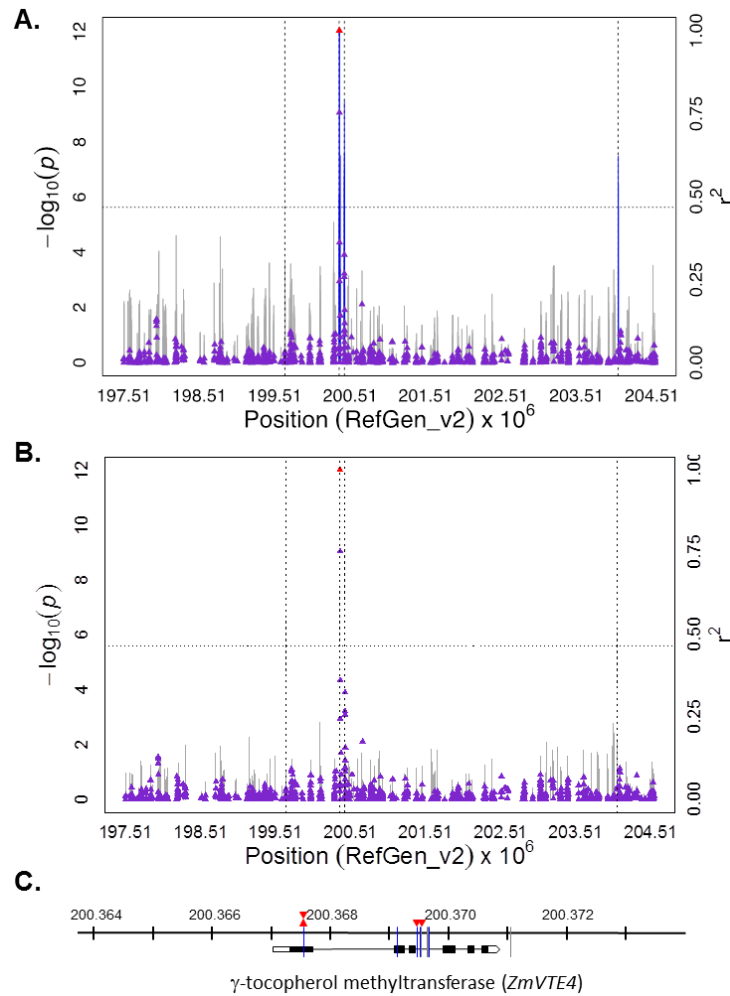 A.
12
10
8
6
4
2
0
−log₁₀(p)
1.00
0.75
0.50
0.25
0.00
r²
197.51 198.51 199.51 200.51 201.51 202.51 203.51 204.51
Position (RefGen_v2) x 10⁶
B.
12
10
8
6
4
2
0
−log₁₀(p)
1.00
0.75
0.50
0.25
0.00
r²
197.51 198.51 199.51 200.51 201.51 202.51 203.51 204.51
Position (RefGen_v2) x 10⁶
C.
200.364 200.366 200.368 200.370 200.372
γ-tocopherol methyltransferase (ZmVTE4)